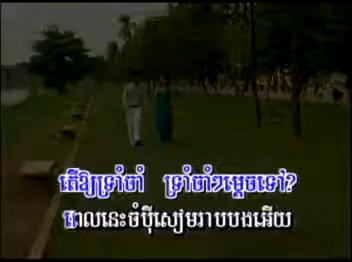 តើឱ្យទ្រាំចាំ ទ្រាំចាំៗម្ដេចទៅ?
ពេលនេះចំប៉ីសៀមរាបបងអើយ